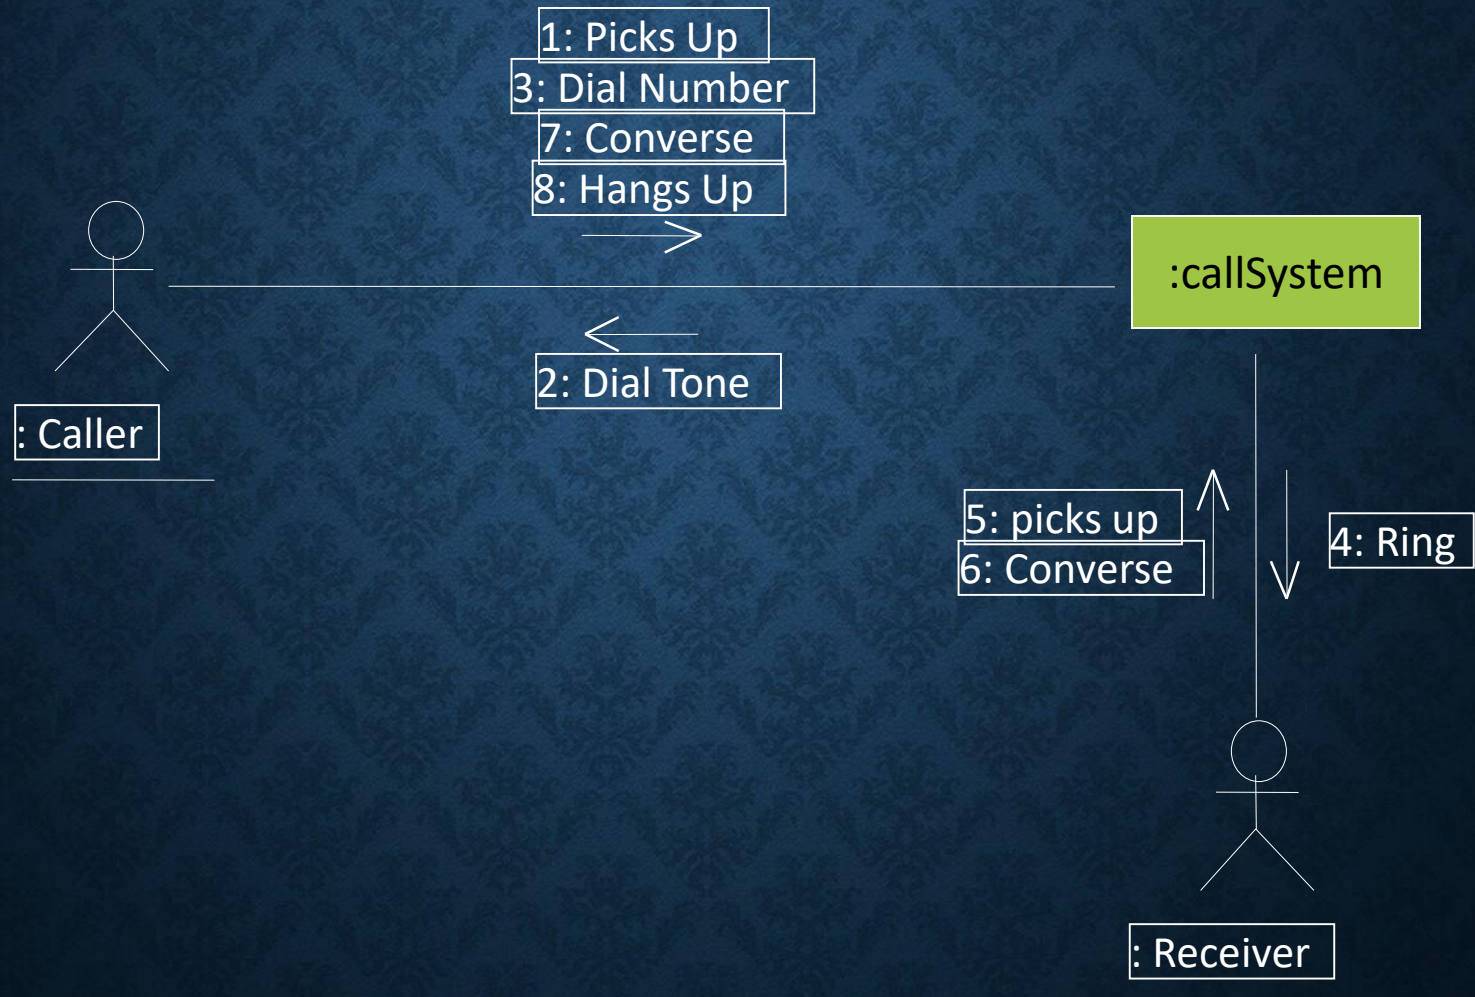 1: Picks Up
3: Dial Number
7: Converse
8: Hangs Up
:callSystem
2: Dial Tone
: Caller
5: picks up
6: Converse
4: Ring
: Receiver